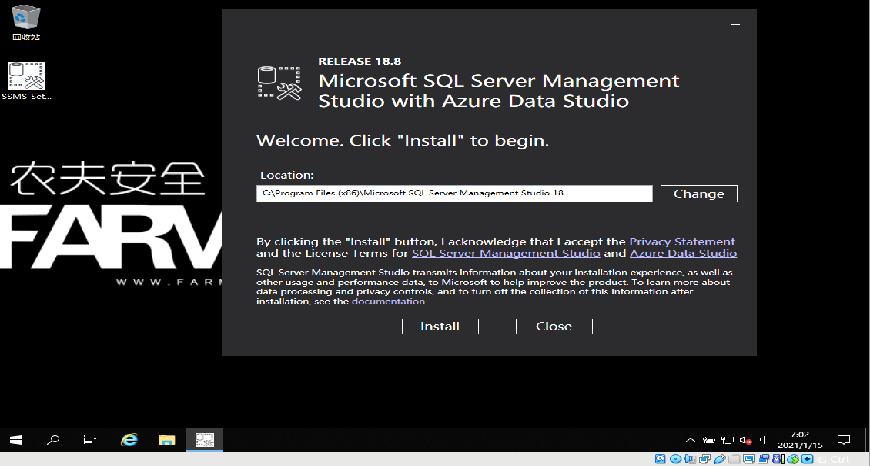 回收站
SSMS-Set...
农夫安全
FARM
WWW.FARM
RELEASE 18.8
Microsoft SQL Server Management
Studio with Azure Data Studio
Welcome. Click "Install" to begin.
Location:
C:\Program Files (x86)\Microsoft SQL Server Management Studio 18
Change
By clicking the "Install" button, I acknowledge that I accept the Privacy Statement
and the License Terms for SQL Server Management Studio and Azure Data Studio
SQL Server Management Studio transmits information about your installation experience, as well as
other usage and performance data, to Microsoft to help improve the product. To learn more about
data processing and privacy controls, and to turn off the collection of this information after
installation, see the documentation
Install
Close
7:02
2021/1/15
Ctrl